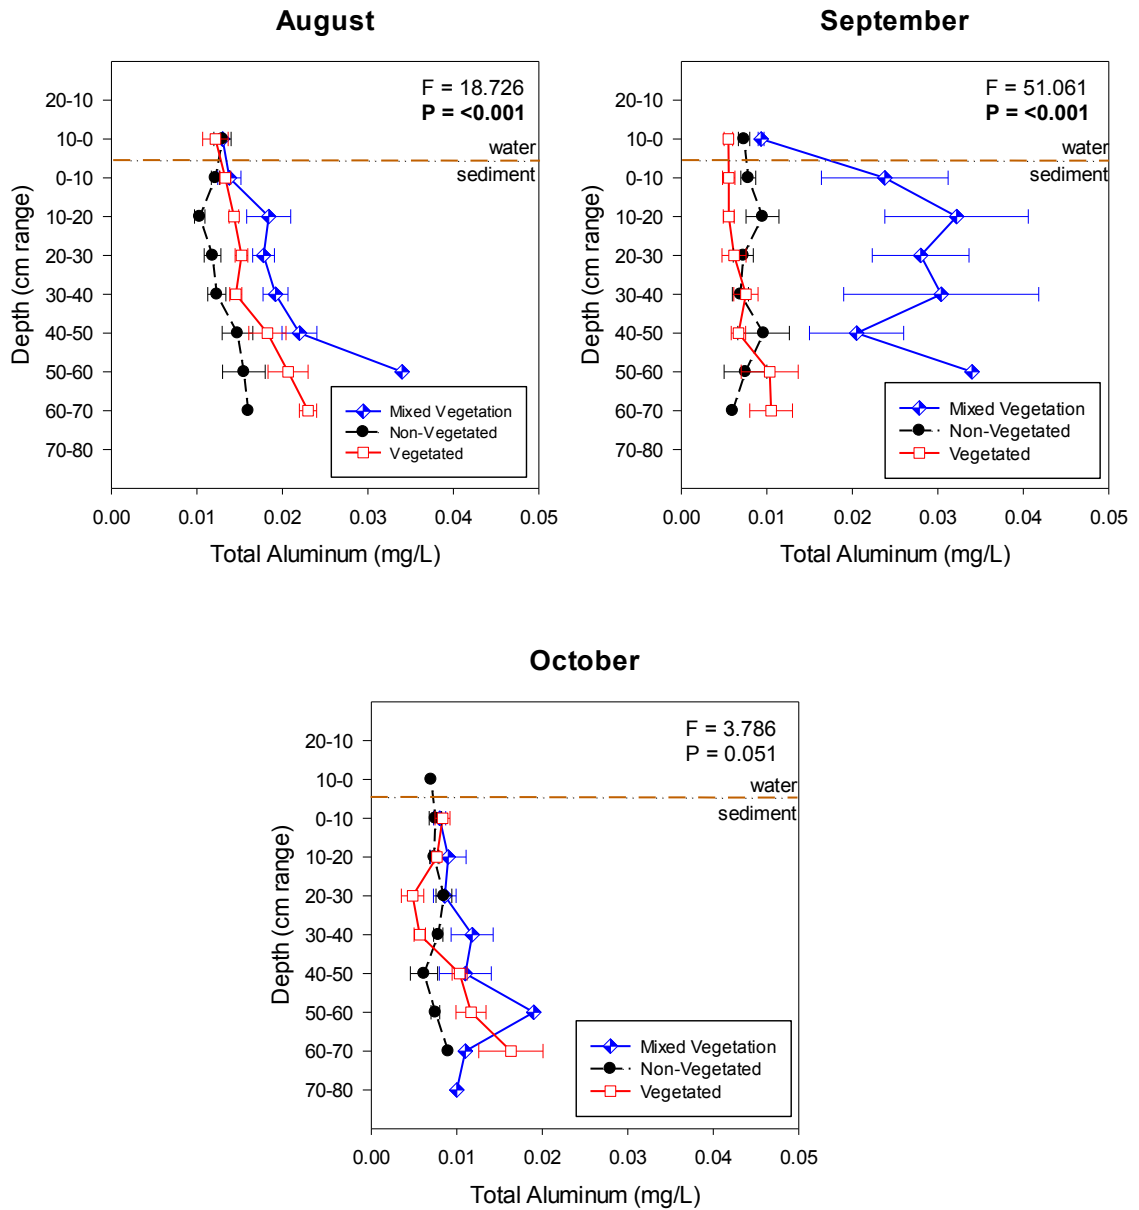 August
F = 18.726
P = <0.001
water
sediment
20-10
10-0
0-10
10-20
20-30
30-40
40-50
50-60
60-70
70-80
Depth (cm range)
Mixed Vegetation
Non-Vegetated
Vegetated
0.00 0.01 0.02 0.03 0.04 0.05
Total Aluminum (mg/L)
September
F = 51.061
P = <0.001
water
sediment
20-10
10-0
0-10
10-20
20-30
30-40
40-50
50-60
60-70
70-80
Depth (cm range)
Mixed Vegetation
Non-Vegetated
Vegetated
0.00 0.01 0.02 0.03 0.04 0.05
Total Aluminum (mg/L)
October
F = 3.786
P = 0.051
water
sediment
20-10
10-0
0-10
10-20
20-30
30-40
40-50
50-60
60-70
70-80
Depth (cm range)
Mixed Vegetation
Non-Vegetated
Vegetated
0.00 0.01 0.02 0.03 0.04 0.05
Total Aluminum (mg/L)